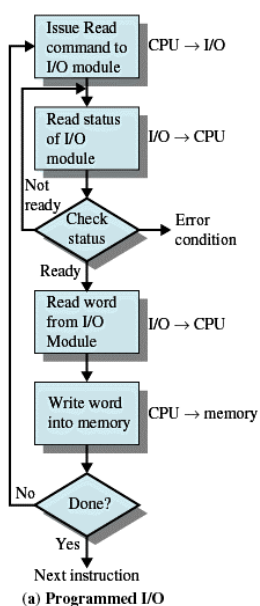 Issue Read
command to
I/O module
CPU → I/O
Read status
of I/O
module
I/O → CPU
Not
ready
Check
status
Error
condition
Ready
Read word
from I/O
Module
I/O → CPU
Write word
into memory
CPU → memory
No
Done?
Yes
Next instruction
(a) Programmed I/O